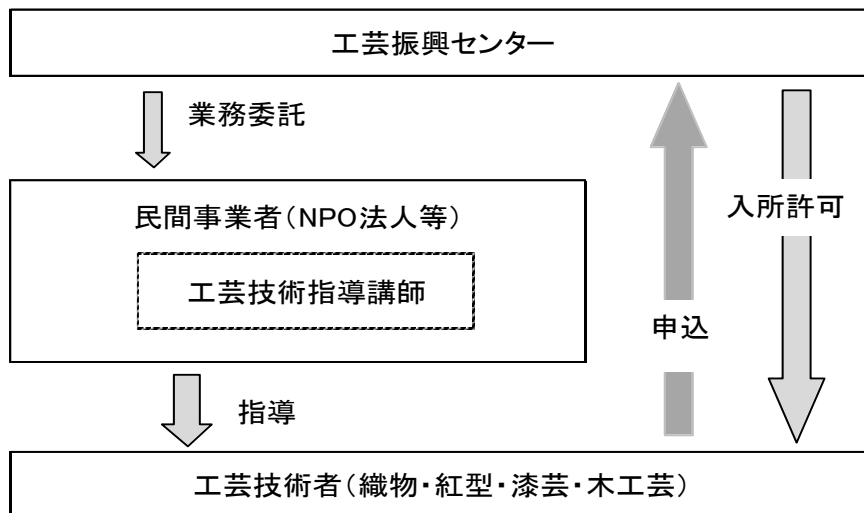 工芸振興センター
業務委託
民間事業者（NPO法人等）
工芸技術指導講師
入所許可
申込
指導
工芸技術者（織物・紅型・漆芸・木工芸）